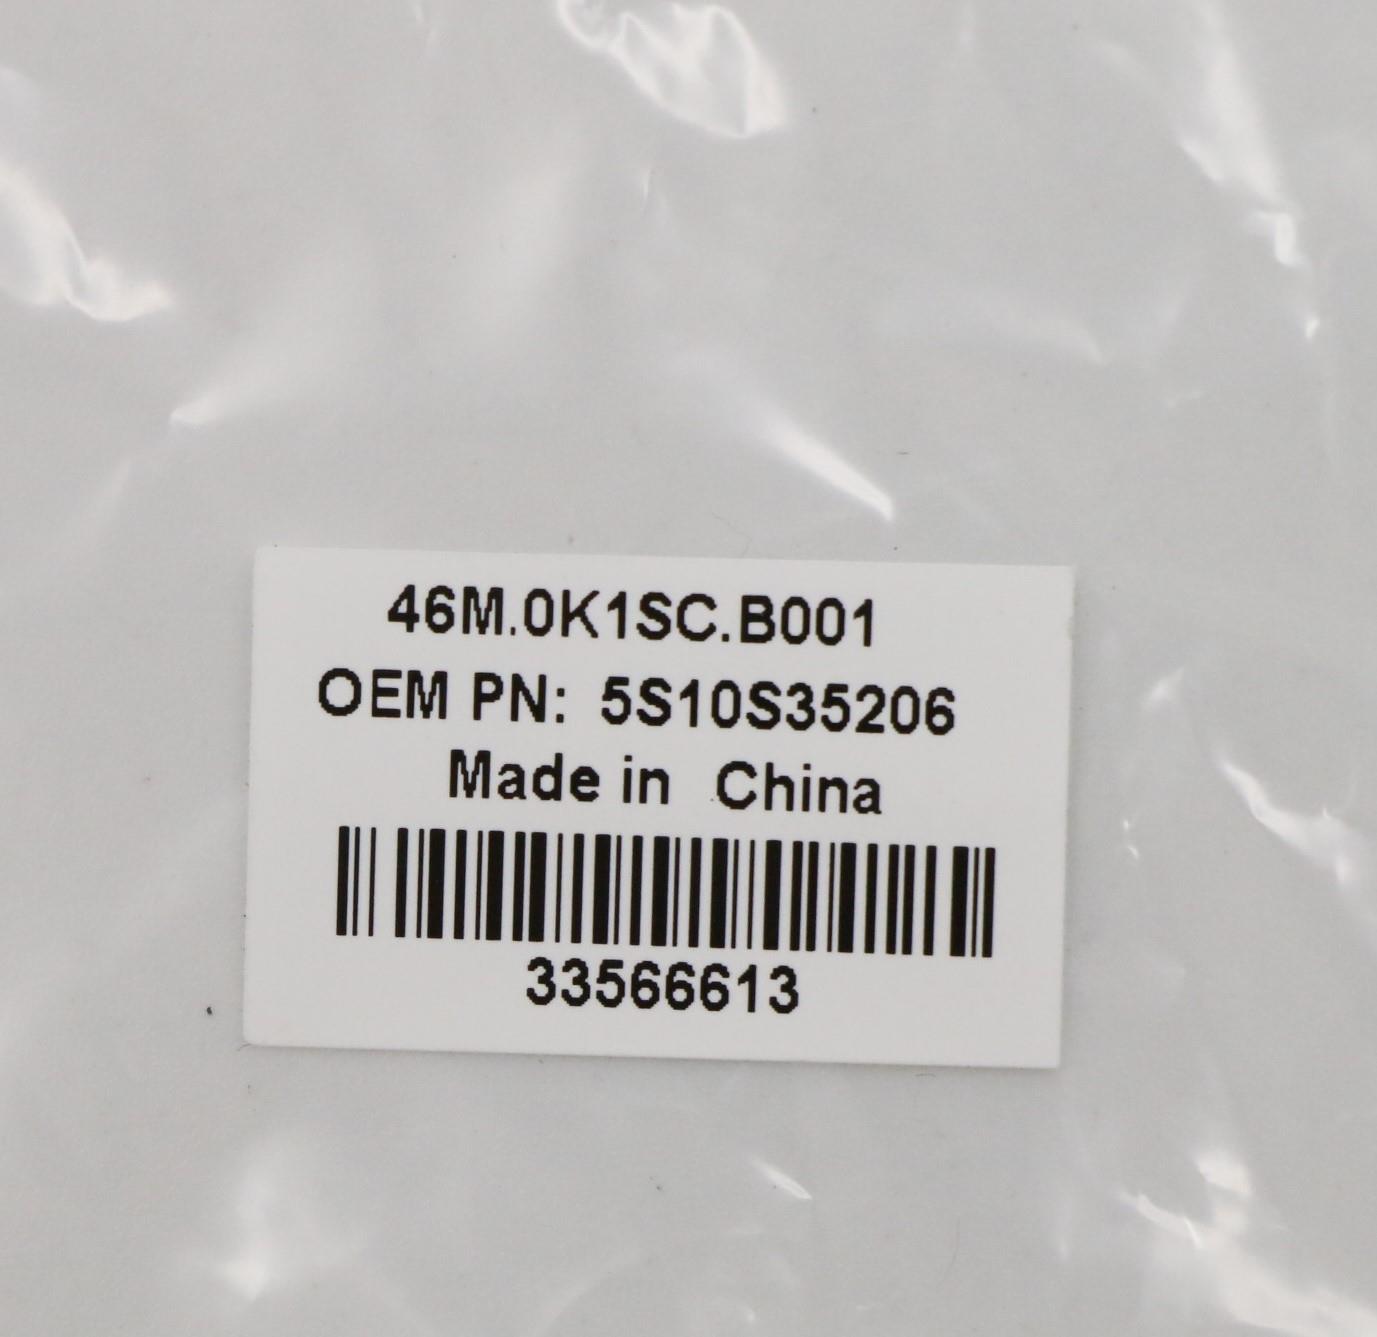 46M.0K1SC.B001
OEM PN: 5S10S35206
Made in China
33566613